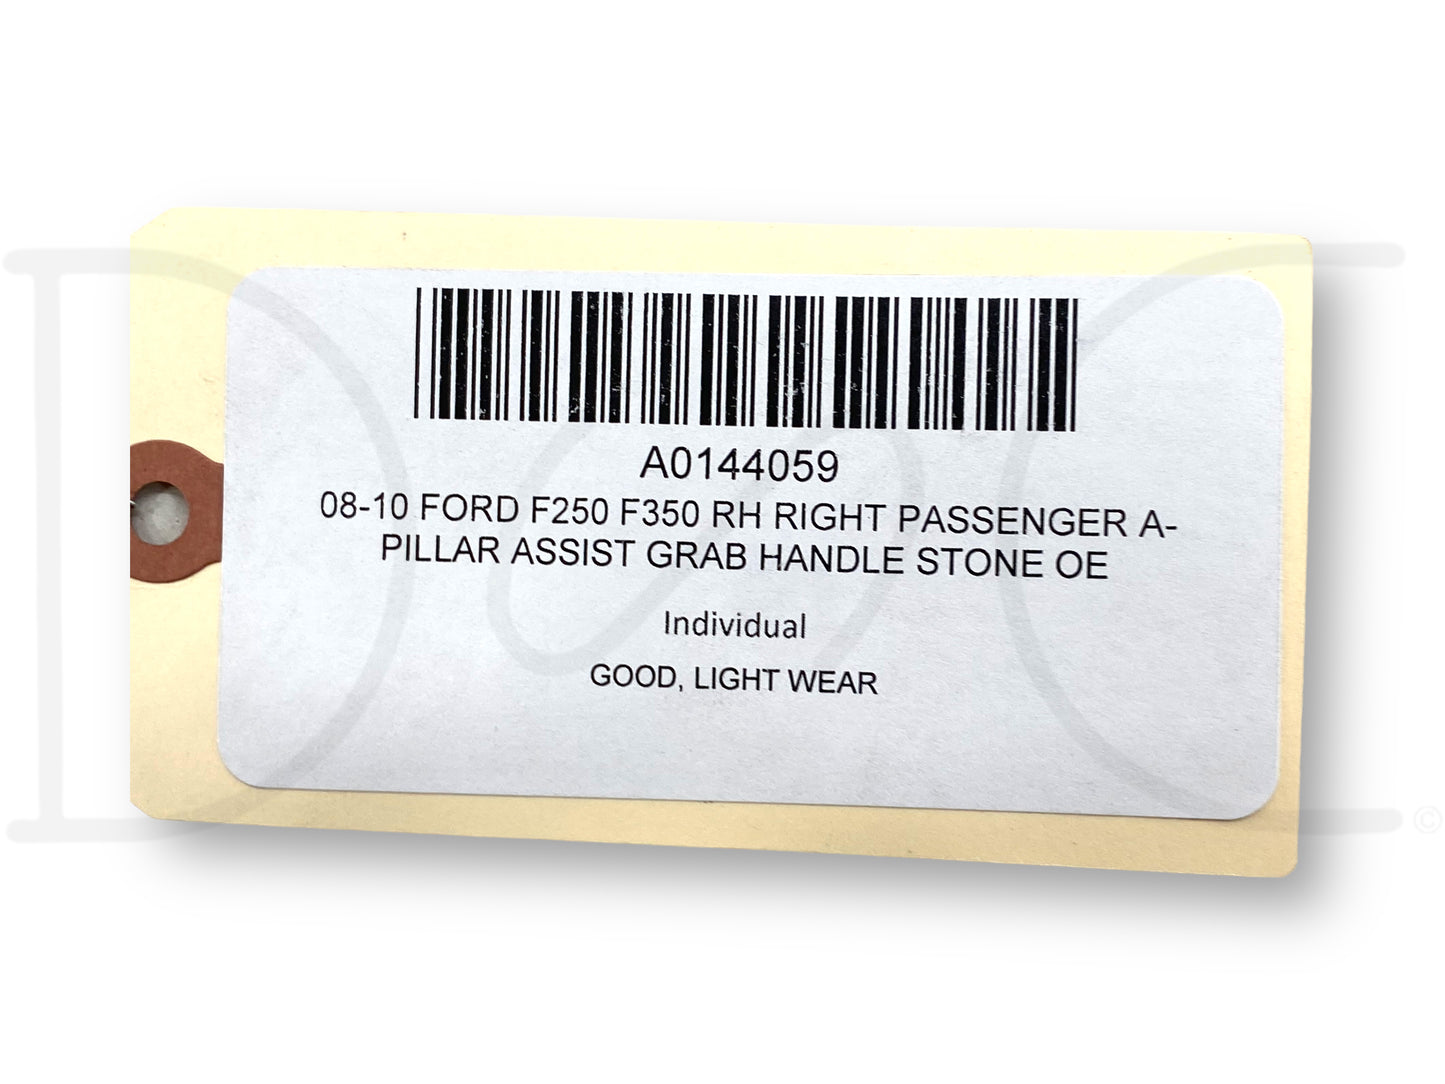 A0144059
08-10 FORD F250 F350 RH RIGHT PASSENGER A-
PILLAR ASSIST GRAB HANDLE STONE OE
Individual
GOOD, LIGHT WEAR
©